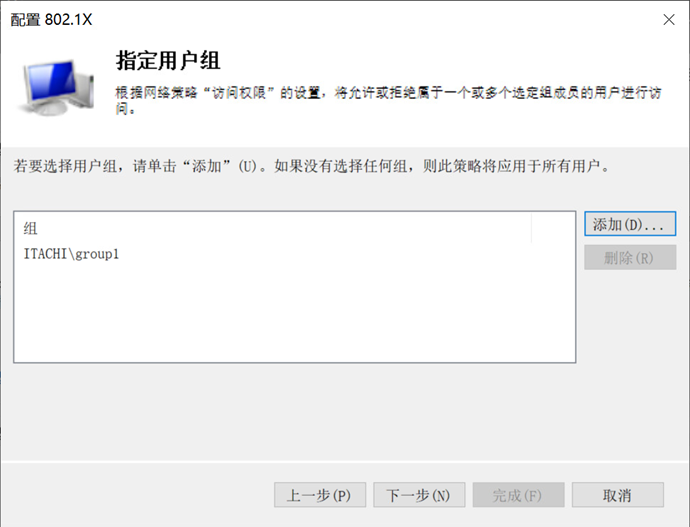 配置 802.1X
指定用户组
根据网络策略“访问权限”的设置，将允许或拒绝属于一个或多个选定组成员的用户进行访
问。
若要选择用户组，请单击“添加”(U)。如果没有选择任何组，则此策略将应用于所有用户。
组
添加(D)...
ITACHI\group1
删除(R)
上一步(P)
下一步(N)
完成(F)
取消